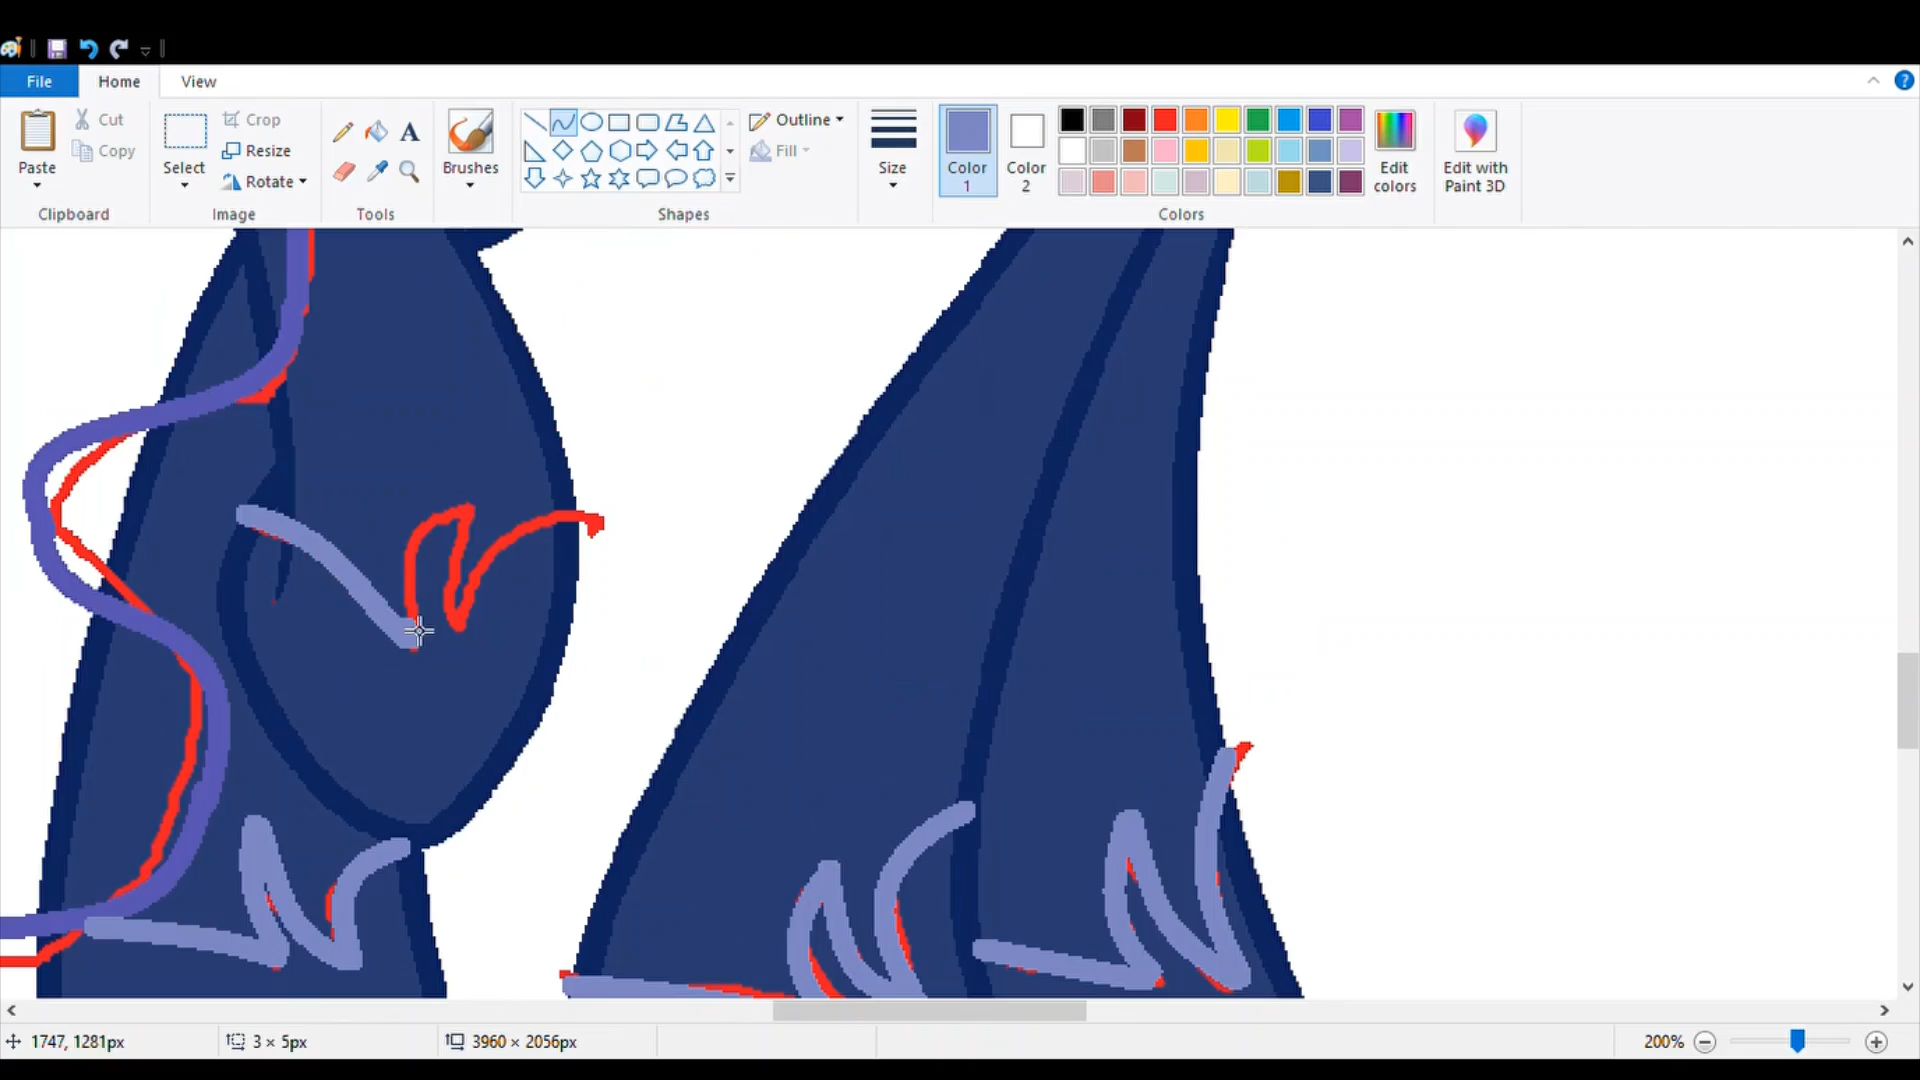 File Home View
Paste
Cut
Copy
Clipboard
Select
Crop
Resize
Rotate
Image
A
Tools
Brushes
Outline
Fill
Shapes
Size
Color 1
Color 2
Edit colors
Colors
Edit with Paint 3D
?
1747, 1281px 3 × 5px 3960 × 2056px 200%